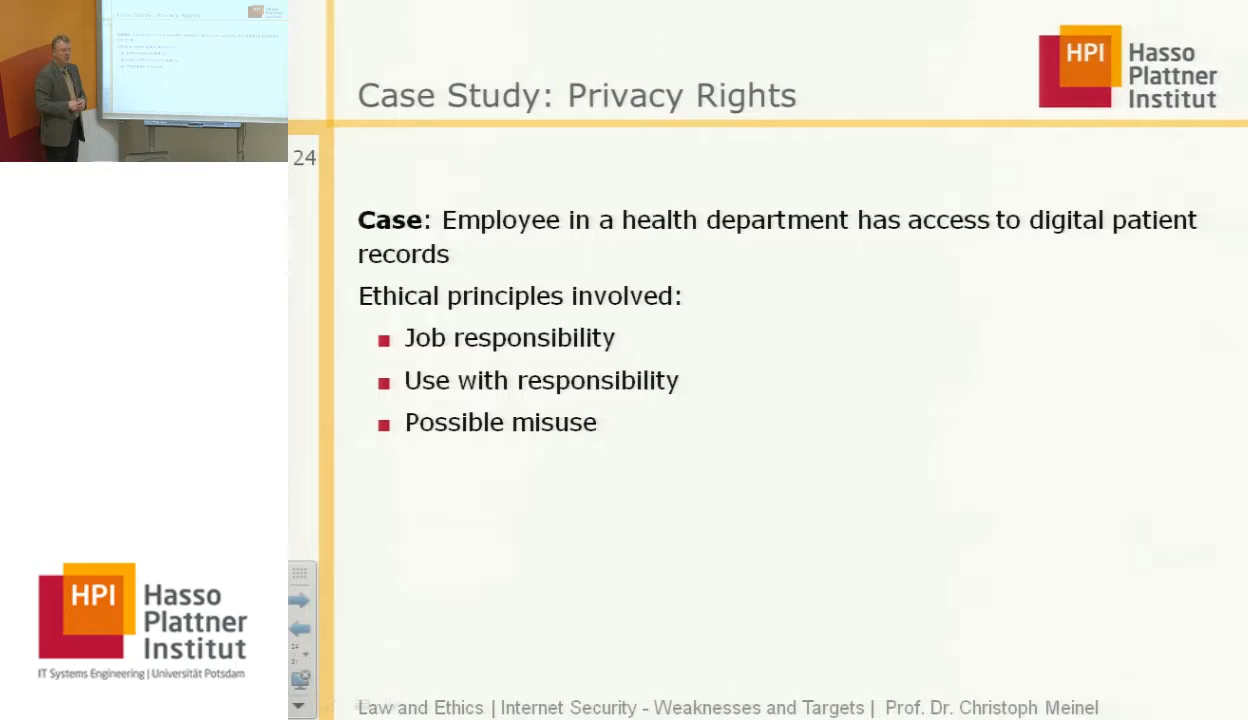 Case Study: Privacy Rights
HPI Hasso
Plattner
Institut
24
Case: Employee in a health department has access to digital patient
records
Ethical principles involved:
Job responsibility
Use with responsibility
Possible misuse
HPI Hasso
Plattner
Institut
IT Systems Engineering | Universität Potsdam
Law and Ethics | Internet Security - Weaknesses and Targets | Prof. Dr. Christoph Meinel